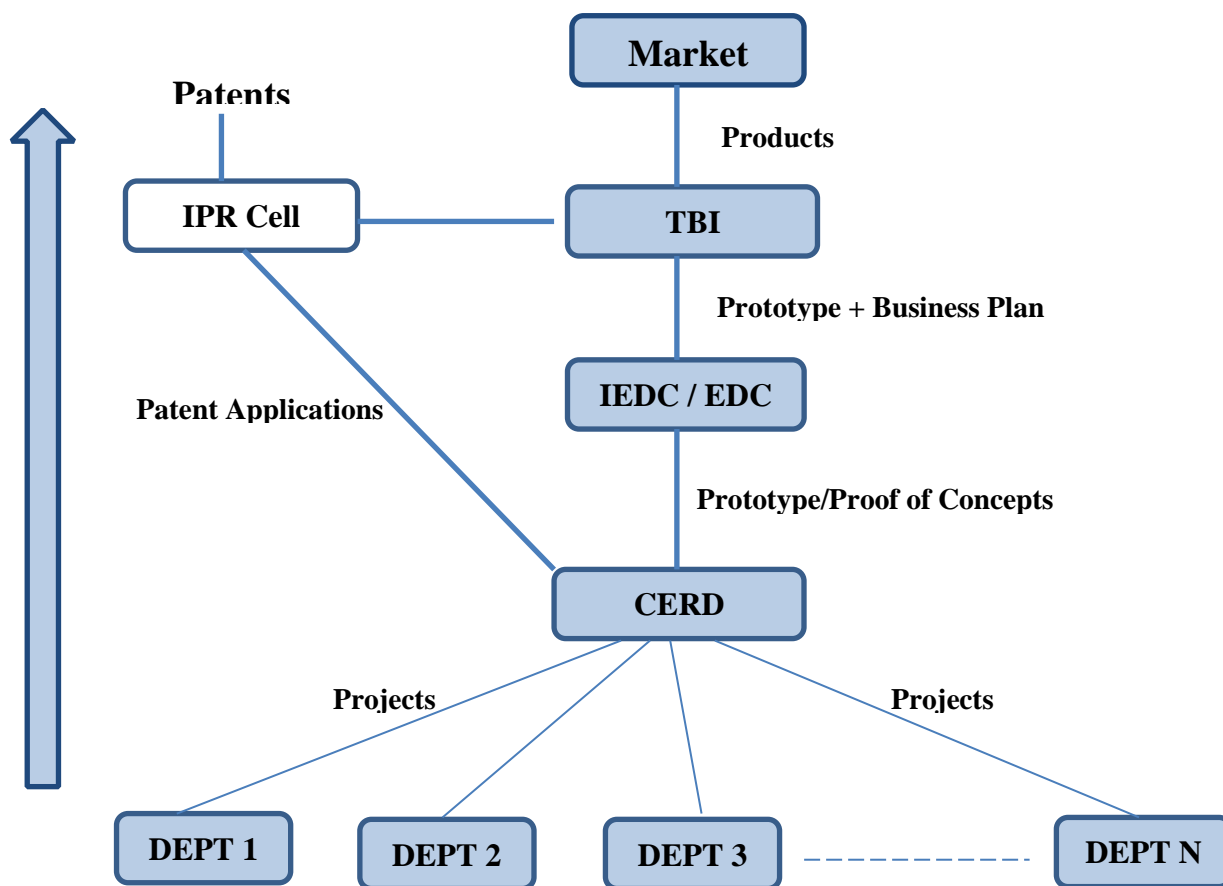 Market
Patents
Products
IPR Cell
TBI
Prototype + Business Plan
IEDC / EDC
Patent Applications
Prototype/Proof of Concepts
CERD
Projects
Projects
DEPT 1
DEPT 2
DEPT 3
DEPT N